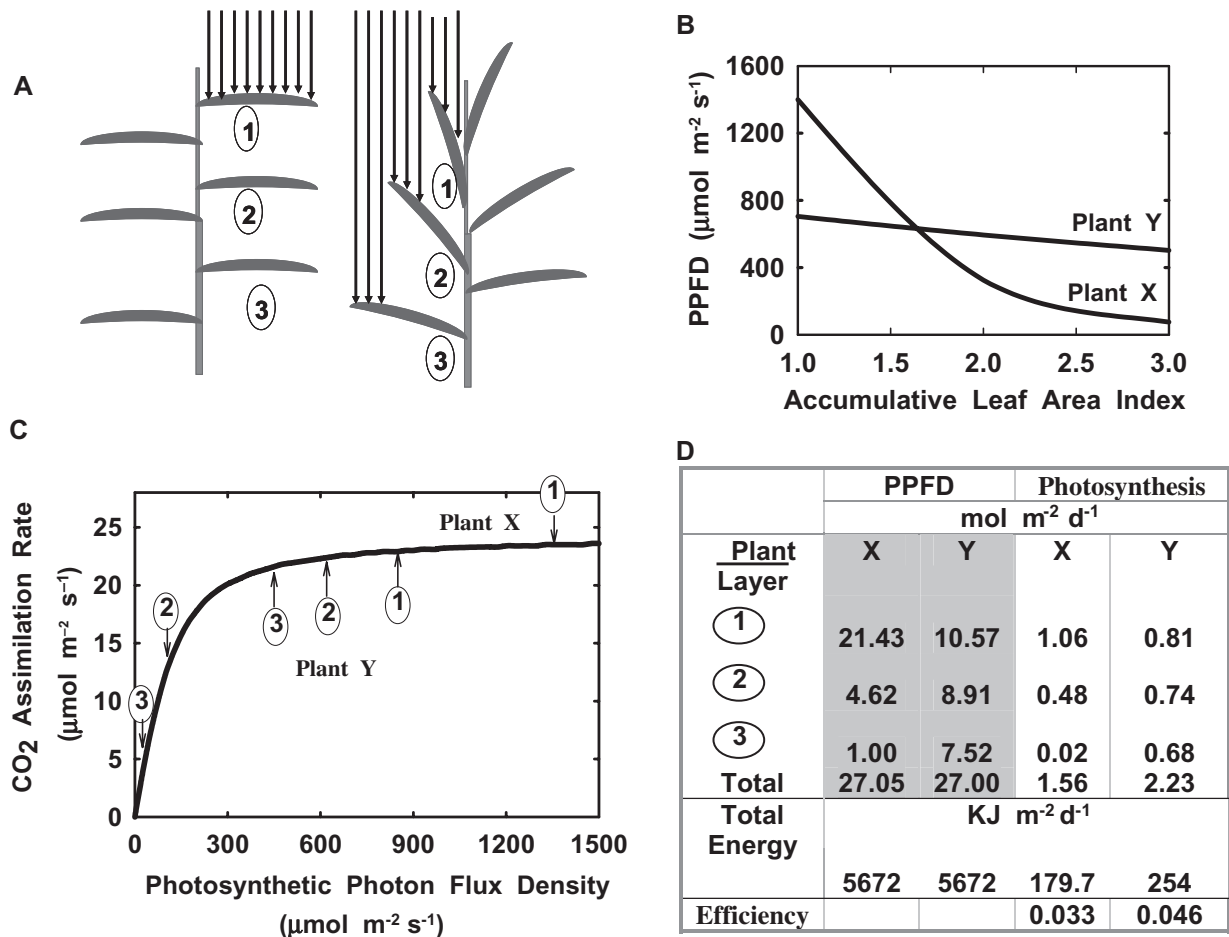 A
1
2
3
1
2
3
B
PPFD (μmol m⁻² s⁻¹)
1600
1200
800
400
0
Plant Y
Plant X
1.0 1.5 2.0 2.5 3.0
Accumulative Leaf Area Index
C
CO₂ Assimilation Rate
(μmol m⁻² s⁻¹)
25
20
15
10
5
0
Plant X
1
2
3
3
2
1
Plant Y
0 300 600 900 1200 1500
Photosynthetic Photon Flux Density
(μmol m⁻² s⁻¹)
D
PPFD Photosynthesis
mol m⁻² d⁻¹
Plant X Y X Y
Layer
1 21.43 10.57 1.06 0.81
2 4.62 8.91 0.48 0.74
3 1.00 7.52 0.02 0.68
Total 27.05 27.00 1.56 2.23
Total KJ m⁻² d⁻¹
Energy
5672 5672 179.7 254
Efficiency 0.033 0.046